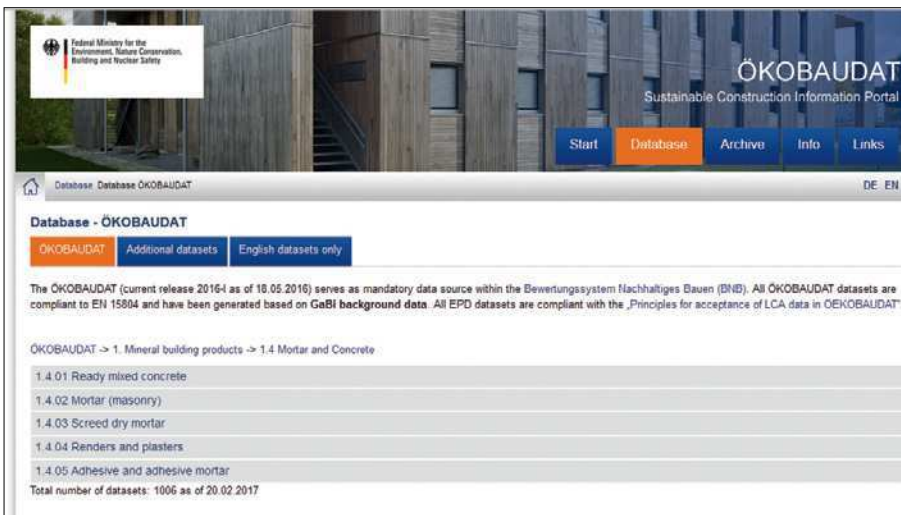 Federal Ministry for the
Environment, Nature Conservation,
Building and Nuclear Safety
ÖKOBAUDAT
Sustainable Construction Information Portal
Start Database Archive Info Links
Database Database ÖKOBAUDAT DE EN
Database - ÖKOBAUDAT
ÖKOBAUDAT Additional datasets English datasets only
The ÖKOBAUDAT (current release 2016-I as of 18.05.2016) serves as mandatory data source within the Bewertungssystem Nachhaltiges Bauen (BNB). All ÖKOBAUDAT datasets are
compliant to EN 15804 and have been generated based on GaBi background data. All EPD datasets are compliant with the „Principles for acceptance of LCA data in OEKOBAUDAT"
ÖKOBAUDAT -> 1. Mineral building products -> 1.4 Mortar and Concrete
1.4.01 Ready mixed concrete
1.4.02 Mortar (masonry)
1.4.03 Screed dry mortar
1.4.04 Renders and plasters
1.4.05 Adhesive and adhesive mortar
Total number of datasets: 1006 as of 20.02.2017